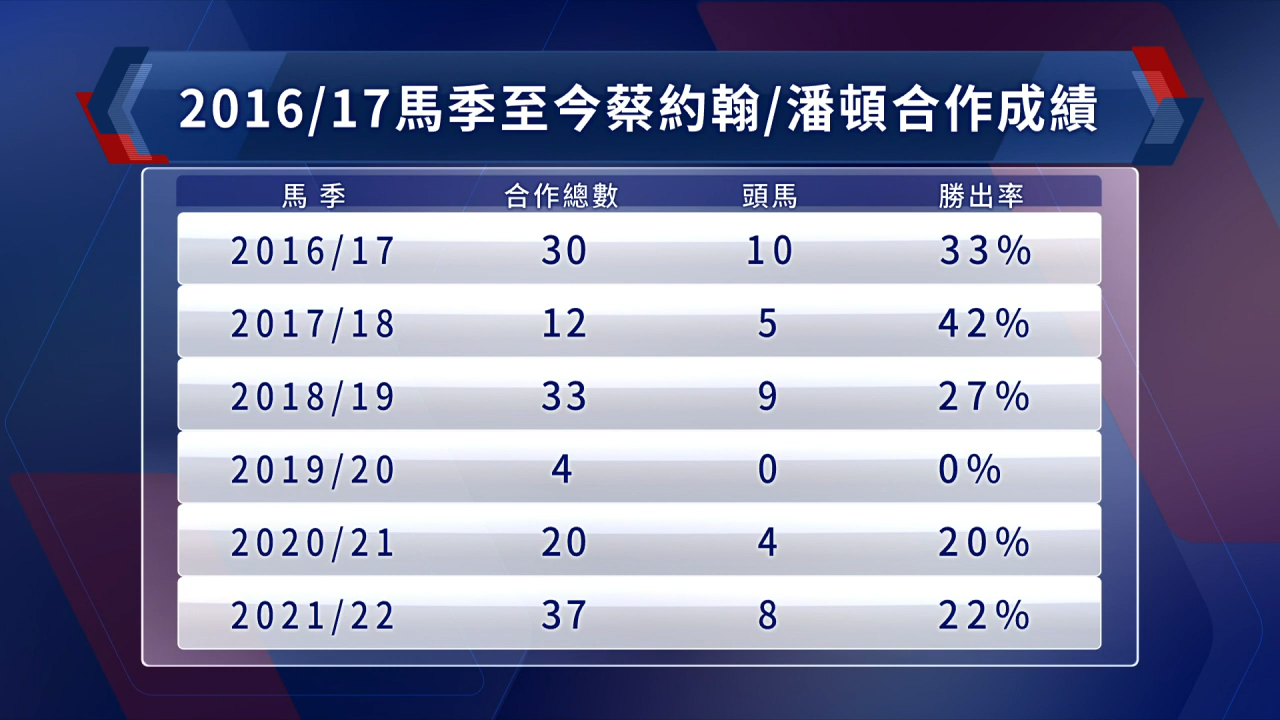 2016/17馬季至今蔡約翰/潘頓合作成績
馬 季 合作總數 頭馬 勝出率
2016/17 30 10 33%
2017/18 12 5 42%
2018/19 33 9 27%
2019/20 4 0 0%
2020/21 20 4 20%
2021/22 37 8 22%